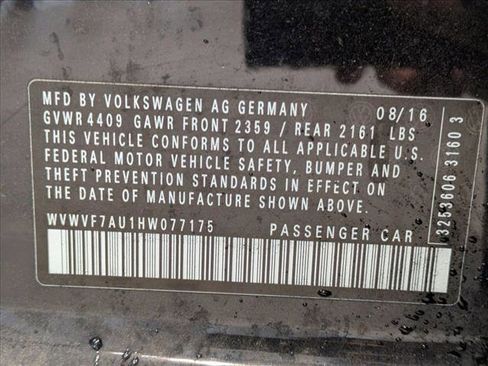 MFD BY VOLKSWAGEN AG GERMANY 08/16
GVWR 4409 GAWR FRONT 2359 / REAR 2161 LBS
THIS VEHICLE CONFORMS TO ALL APPLICABLE U.S.
FEDERAL MOTOR VEHICLE SAFETY, BUMPER AND
THEFT PREVENTION STANDARDS IN EFFECT ON
THE DATE OF MANUFACTURE SHOWN ABOVE.
WVWVF7AU1HW077175 PASSENGER CAR
3253606 3160 3